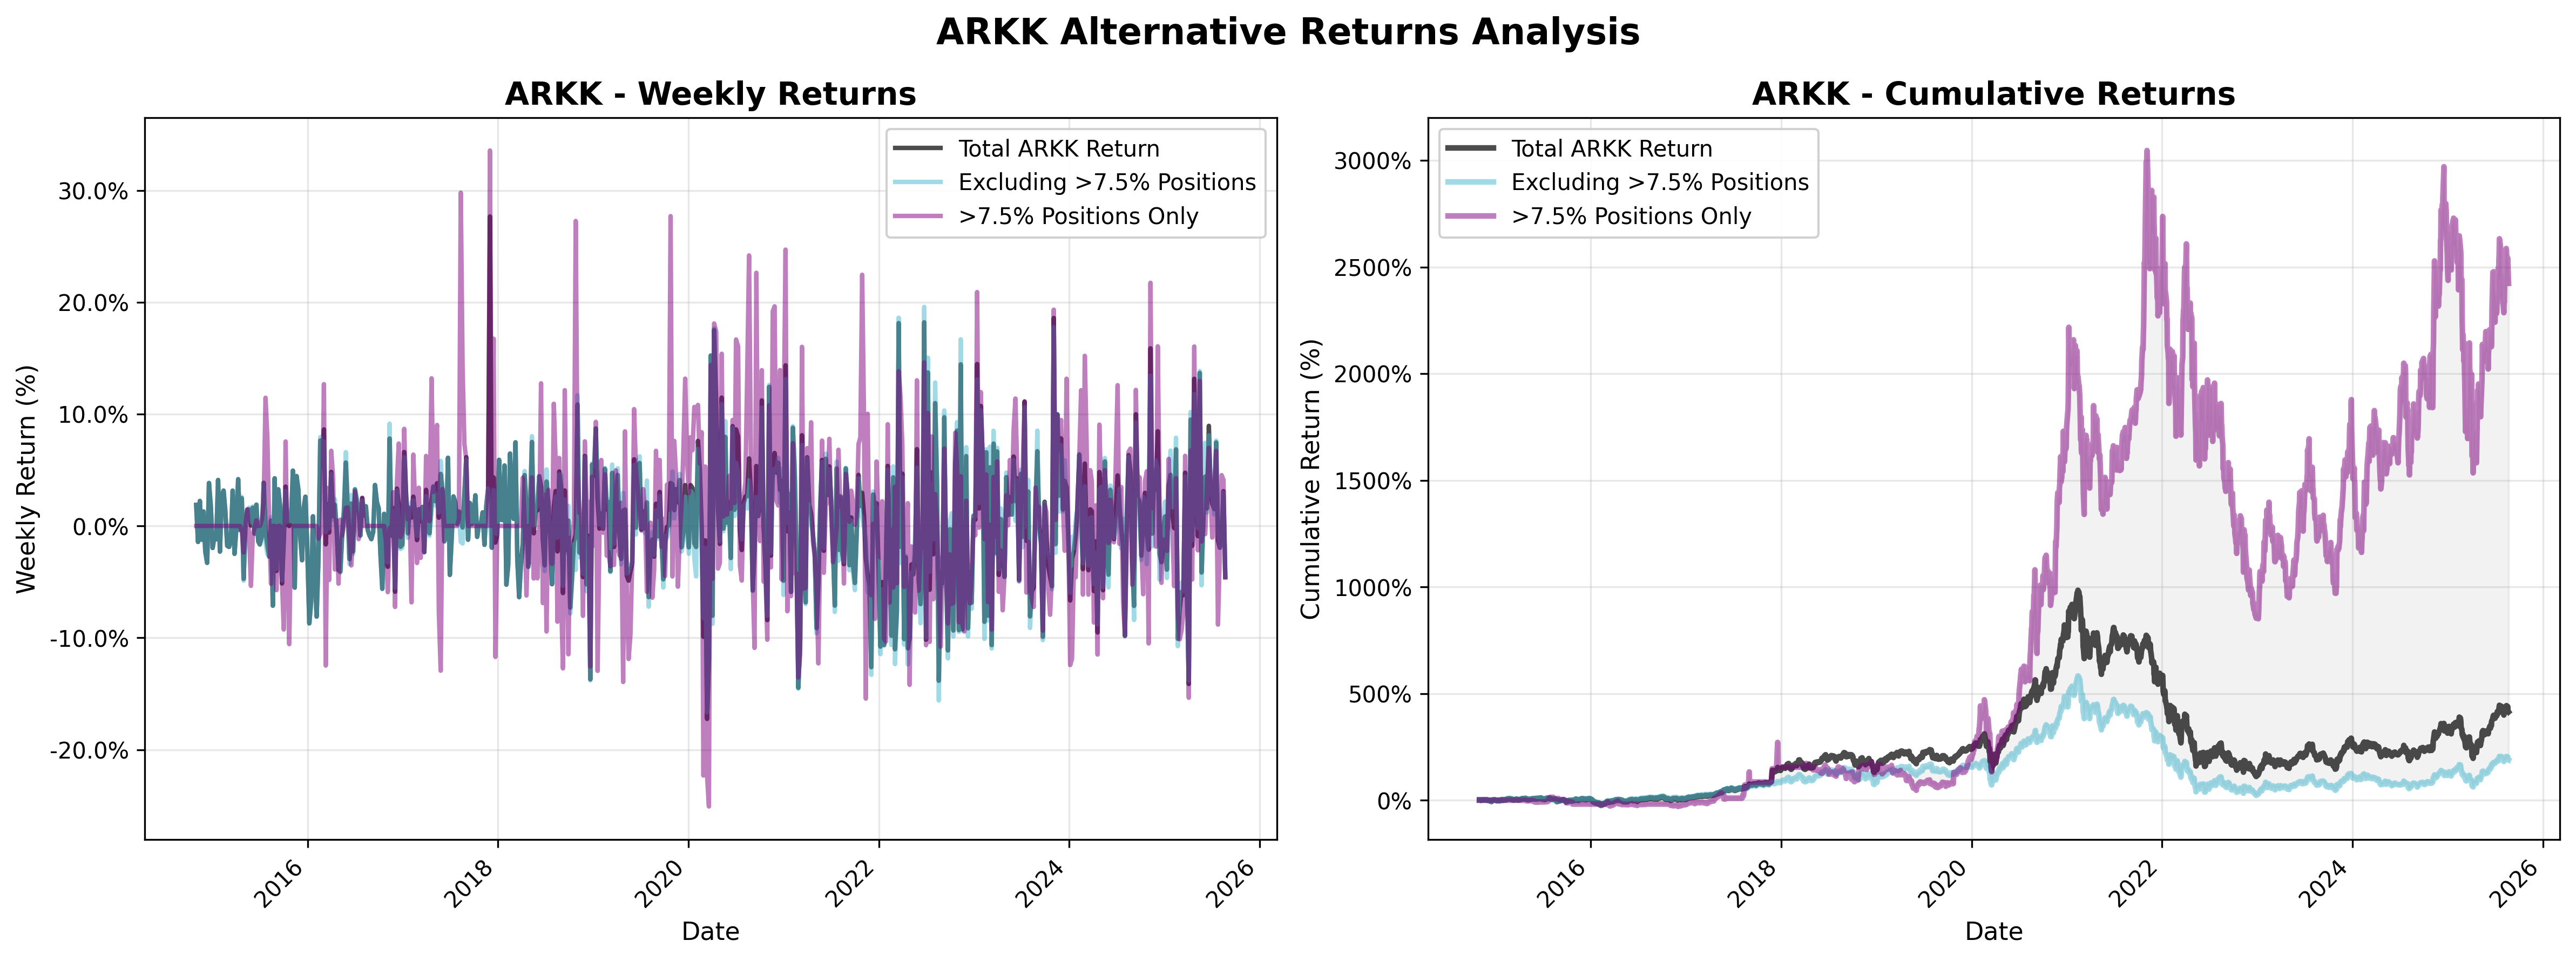 ARKK Alternative Returns Analysis
ARKK - Weekly Returns
Total ARKK Return
Excluding >7.5% Positions
>7.5% Positions Only
30.0%
20.0%
10.0%
0.0%
-10.0%
-20.0%
Weekly Return (%)
2016
2018
2020
2022
2024
2026
Date
ARKK - Cumulative Returns
Total ARKK Return
Excluding >7.5% Positions
>7.5% Positions Only
3000%
2500%
2000%
1500%
1000%
500%
0%
Cumulative Return (%)
2016
2018
2020
2022
2024
2026
Date